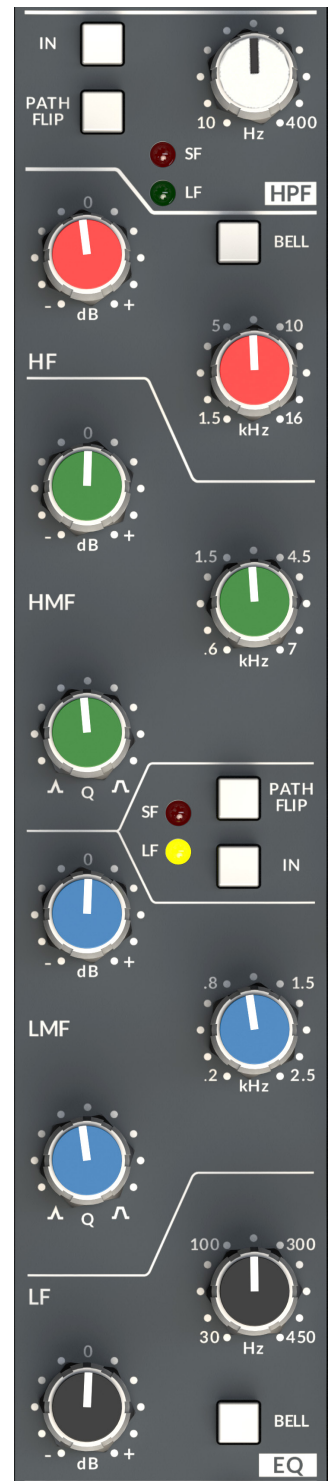 IN
PATH
FLIP
10 Hz 400
SF
LF
HPF
0
- dB +
BELL
HF
5 10
1.5 kHz 16
0
- dB +
HMF
1.5 4.5
.6 kHz 7
Q
PATH
FLIP
SF
LF
IN
0
- dB +
LMF
.8 1.5
.2 kHz 2.5
Q
LF
100 300
30 Hz 450
0
- dB +
BELL
EQ